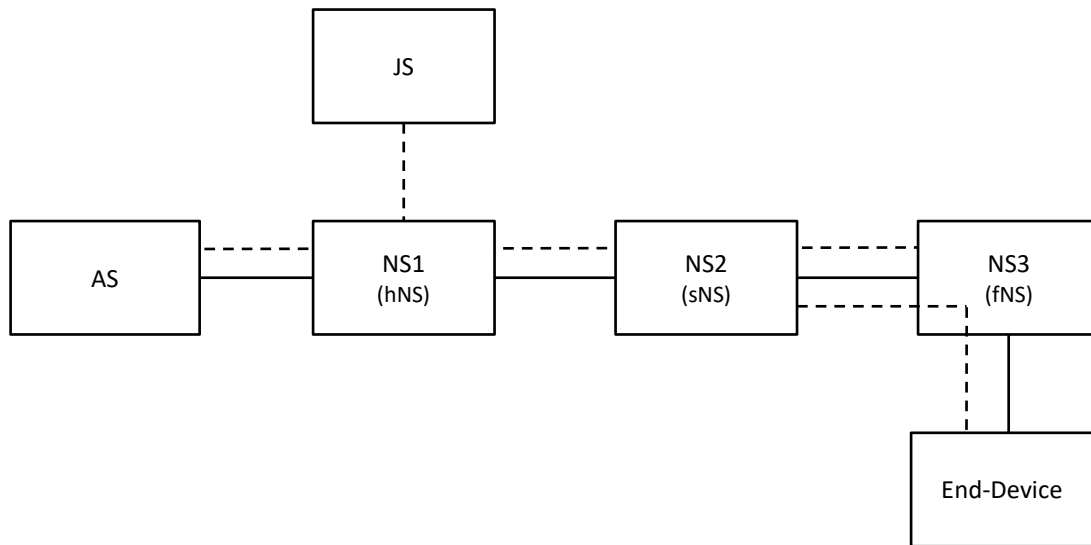 JS
AS
NS1
(hNS)
NS2
(sNS)
NS3
(fNS)
End-Device